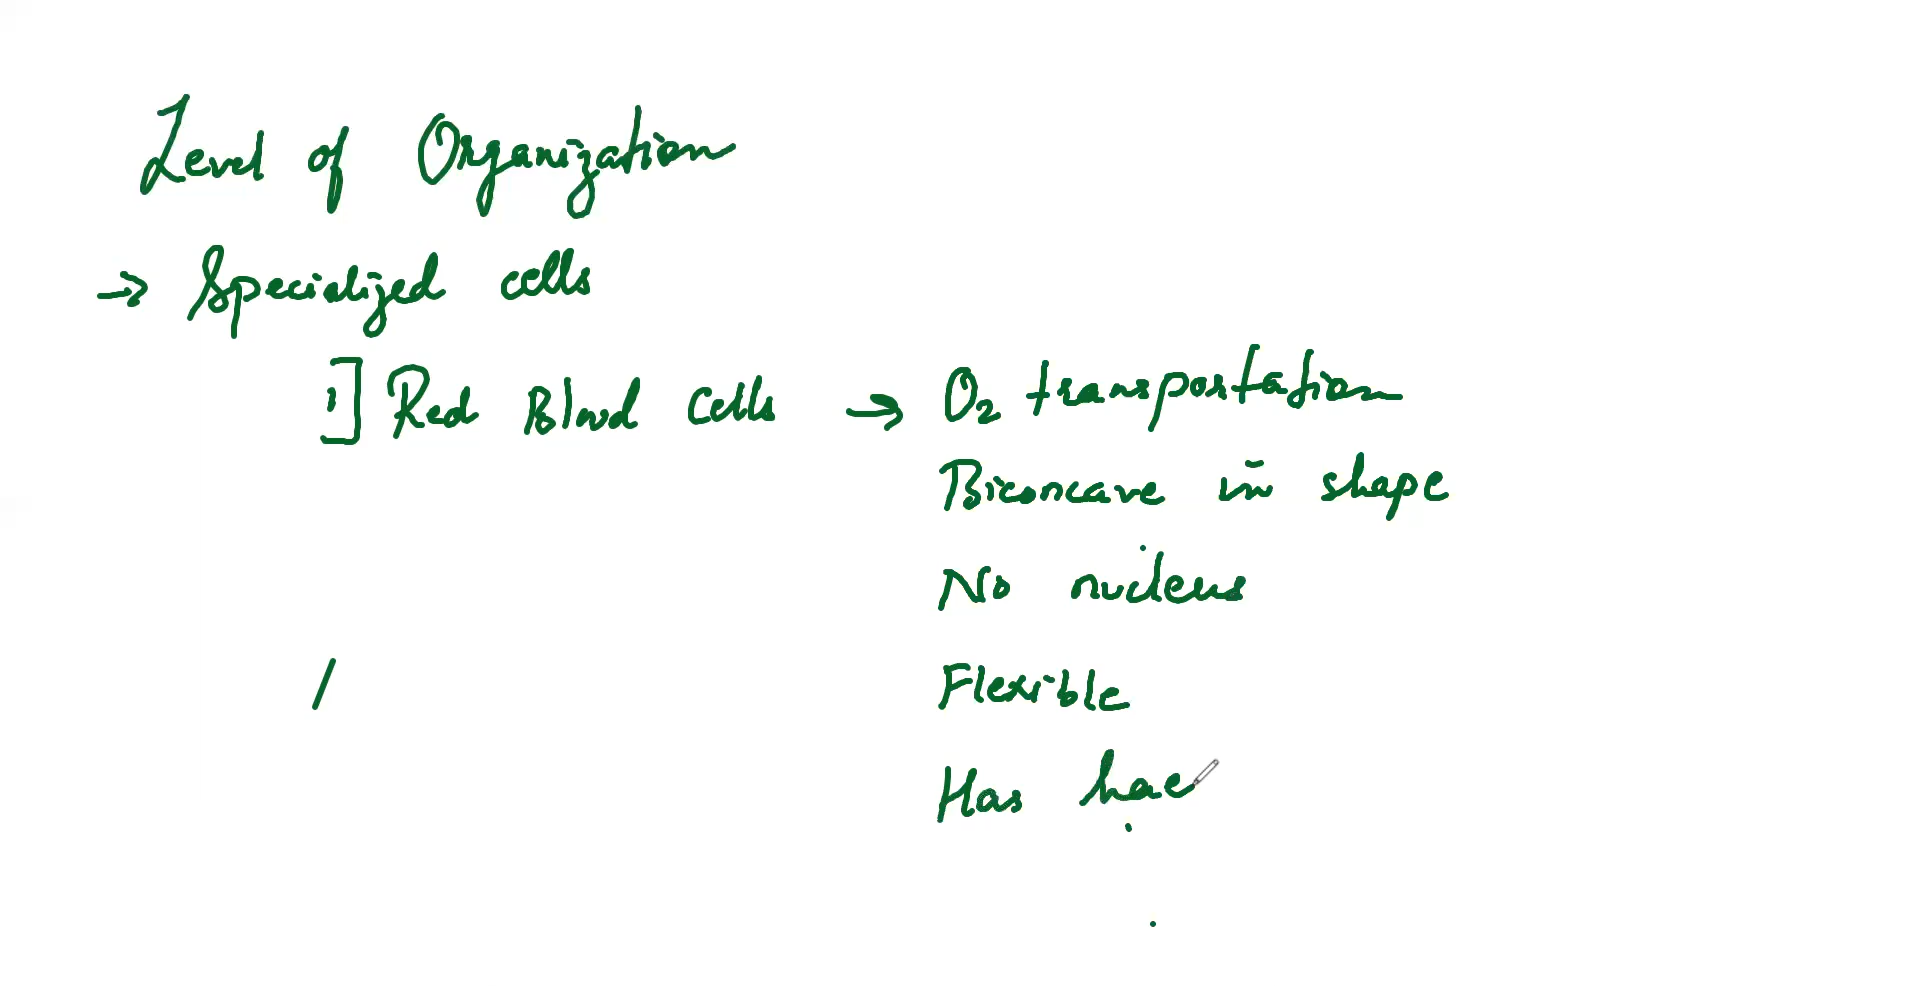 Level of Organization
→ Specialized cells
1] Red Blood Cells → O2 transportation
Biconcave in shape
No nucleus
Flexible
Has hae